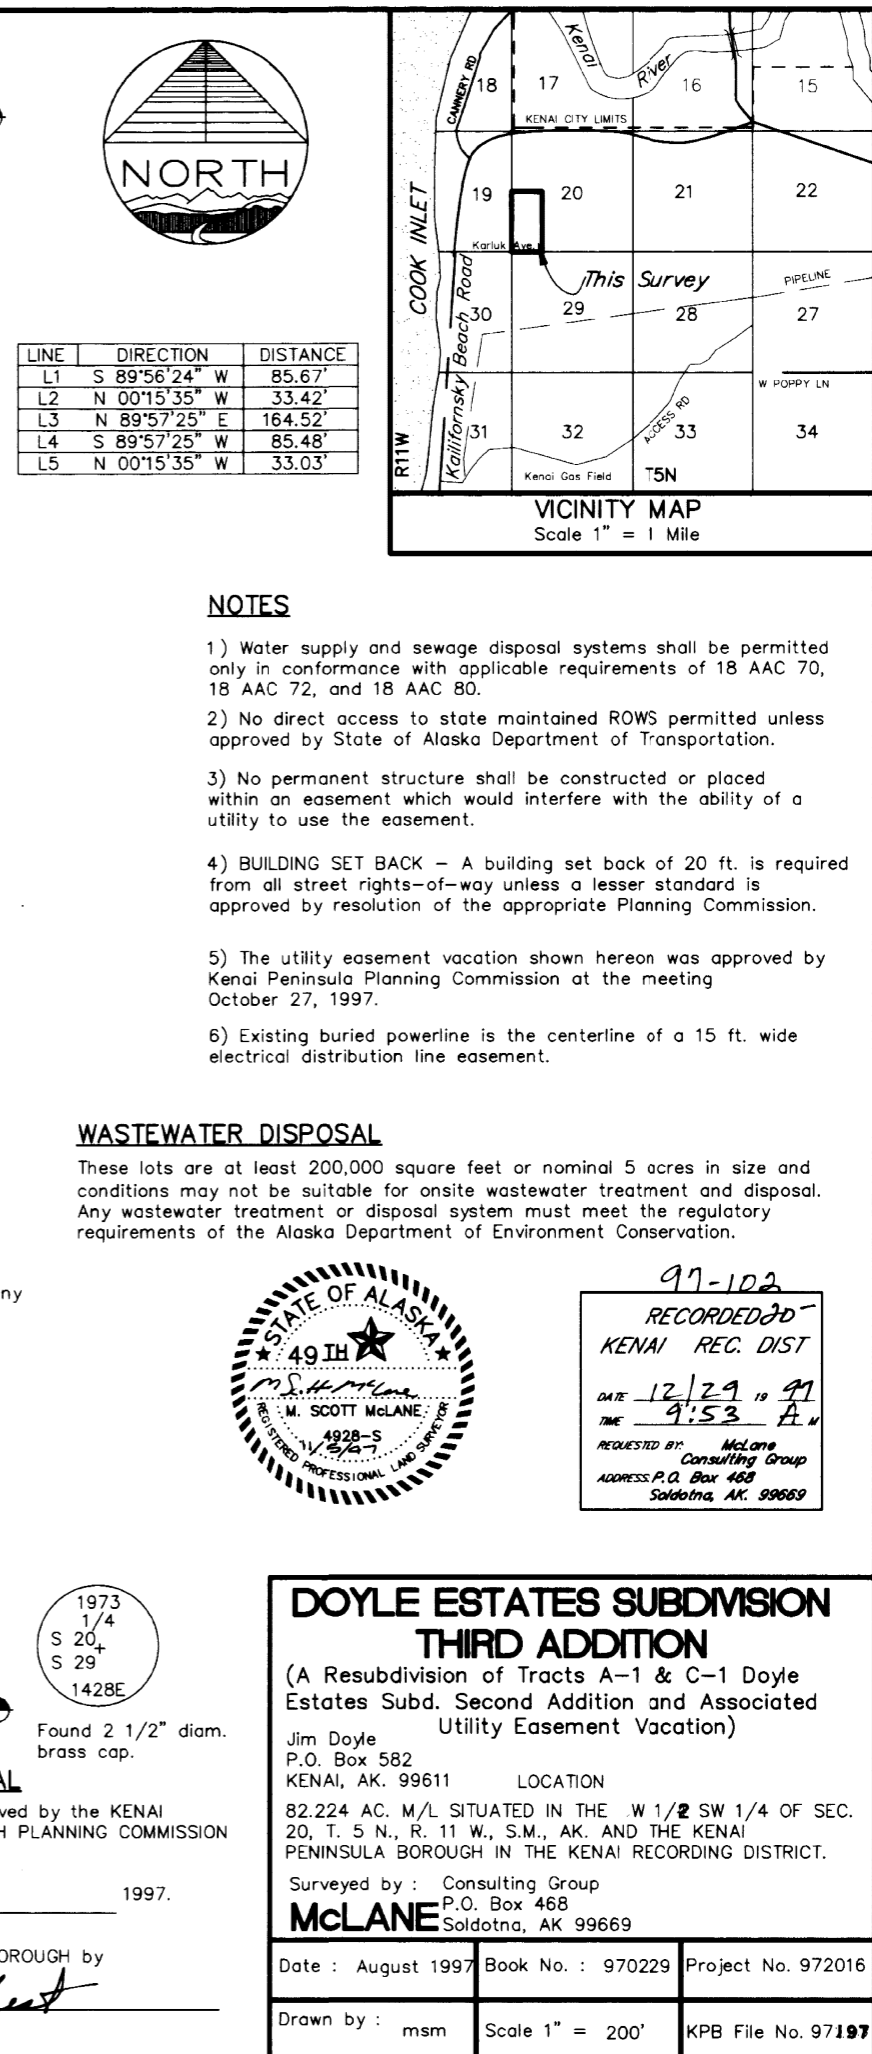 NORTH
LINE DIRECTION DISTANCE
L1 S 89°56'24" W 85.67'
L2 N 00°15'35" W 33.42'
L3 N 89°57'25" E 164.52'
L4 S 89°57'25" W 85.48'
L5 N 00°15'35" W 33.03'
Kenai
River
CANNERY RD
18 17 16 15
KENAI CITY LIMITS
COOK INLET
19 20 21 22
Karluk Ave.
This Survey
PIPELINE
30 29 28 27
Kailifornsky Beach Road
W POPPY LN
ACCESS RD
31 32 33 34
R11W
Kenai Gas Field T5N
VICINITY MAP
Scale 1" = 1 Mile
NOTES
1) Water supply and sewage disposal systems shall be permitted
only in conformance with applicable requirements of 18 AAC 70,
18 AAC 72, and 18 AAC 80.
2) No direct access to state maintained ROWS permitted unless
approved by State of Alaska Department of Transportation.
3) No permanent structure shall be constructed or placed
within an easement which would interfere with the ability of a
utility to use the easement.
4) BUILDING SET BACK – A building set back of 20 ft. is required
from all street rights-of-way unless a lesser standard is
approved by resolution of the appropriate Planning Commission.
5) The utility easement vacation shown hereon was approved by
Kenai Peninsula Planning Commission at the meeting
October 27, 1997.
6) Existing buried powerline is the centerline of a 15 ft. wide
electrical distribution line easement.
WASTEWATER DISPOSAL
These lots are at least 200,000 square feet or nominal 5 acres in size and
conditions may not be suitable for onsite wastewater treatment and disposal.
Any wastewater treatment or disposal system must meet the regulatory
requirements of the Alaska Department of Environment Conservation.
ny
STATE OF ALASKA
49 TH
M. SCOTT McLANE
4928-S
11/5/97
REGISTERED PROFESSIONAL LAND SURVEYOR
97-102
RECORDED 20-
KENAI REC. DIST
DATE 12/29 19 97
TIME 9:53 A M
REQUESTED BY: McLane
Consulting Group
ADDRESS P.O. Box 468
Soldotna, AK. 99669
1973
1/4
S 20
S 29
1428E
Found 2 1/2" diam.
brass cap.
AL
ved by the KENAI
H PLANNING COMMISSION
1997.
OROUGH by
DOYLE ESTATES SUBDIVISION
THIRD ADDITION
(A Resubdivision of Tracts A-1 & C-1 Doyle
Estates Subd. Second Addition and Associated
Utility Easement Vacation)
Jim Doyle
P.O. Box 582
KENAI, AK. 99611
LOCATION
82.224 AC. M/L SITUATED IN THE W 1/2 SW 1/4 OF SEC.
20, T. 5 N., R. 11 W., S.M., AK. AND THE KENAI
PENINSULA BOROUGH IN THE KENAI RECORDING DISTRICT.
Surveyed by : Consulting Group
McLANE P.O. Box 468
Soldotna, AK 99669
Date : August 1997 Book No. : 970229 Project No. 972016
Drawn by : msm Scale 1" = 200' KPB File No. 97197